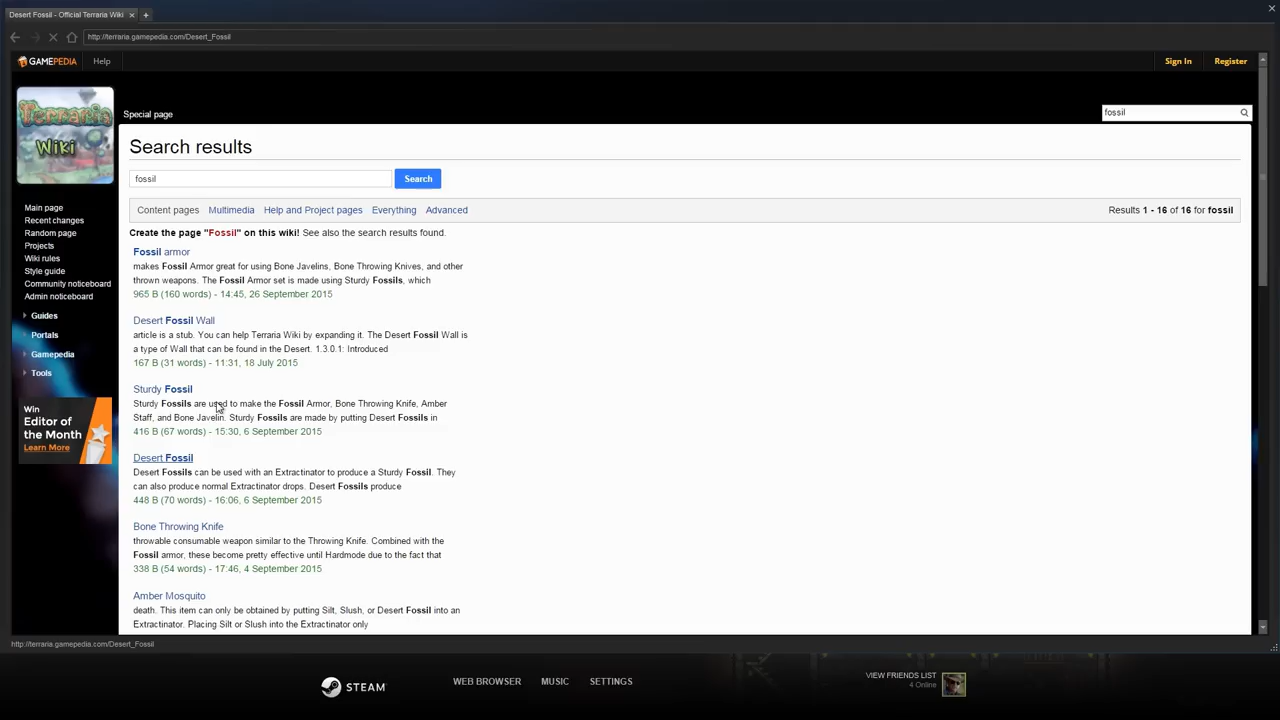 Desert Fossil - Official Terraria Wiki
http://terraria.gamepedia.com/Desert_Fossil
GAMEPEDIA
Help
Sign In
Register
Terraria
Wiki
Special page
fossil
Search results
fossil
Search
Content pages Multimedia Help and Project pages Everything Advanced
Results 1 - 16 of 16 for fossil
Main page
Recent changes
Random page
Projects
Wiki rules
Style guide
Community noticeboard
Admin noticeboard
Guides
Portals
Gamepedia
Tools
Win
Editor of
the Month
Learn More
Create the page "Fossil" on this wiki! See also the search results found.
Fossil armor
makes Fossil Armor great for using Bone Javelins, Bone Throwing Knives, and other
thrown weapons. The Fossil Armor set is made using Sturdy Fossils, which
965 B (160 words) - 14:45, 26 September 2015
Desert Fossil Wall
article is a stub. You can help Terraria Wiki by expanding it. The Desert Fossil Wall is
a type of Wall that can be found in the Desert. 1.3.0.1: Introduced
167 B (31 words) - 11:31, 18 July 2015
Sturdy Fossil
Sturdy Fossils are used to make the Fossil Armor, Bone Throwing Knife, Amber
Staff, and Bone Javelin. Sturdy Fossils are made by putting Desert Fossils in
416 B (67 words) - 15:30, 6 September 2015
Desert Fossil
Desert Fossils can be used with an Extractinator to produce a Sturdy Fossil. They
can also produce normal Extractinator drops. Desert Fossils produce
448 B (70 words) - 16:06, 6 September 2015
Bone Throwing Knife
throwable consumable weapon similar to the Throwing Knife. Combined with the
Fossil armor, these become pretty effective until Hardmode due to the fact that
338 B (54 words) - 17:46, 4 September 2015
Amber Mosquito
death. This item can only be obtained by putting Silt, Slush, or Desert Fossil into an
Extractinator. Placing Silt or Slush into the Extractinator only
http://terraria.gamepedia.com/Desert_Fossil
STEAM
WEB BROWSER
MUSIC
SETTINGS
VIEW FRIENDS LIST
4 Online